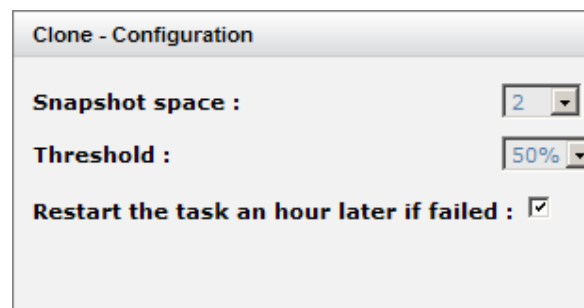 Clone - Configuration
Snapshot space : 2
Threshold : 50%
Restart the task an hour later if failed :